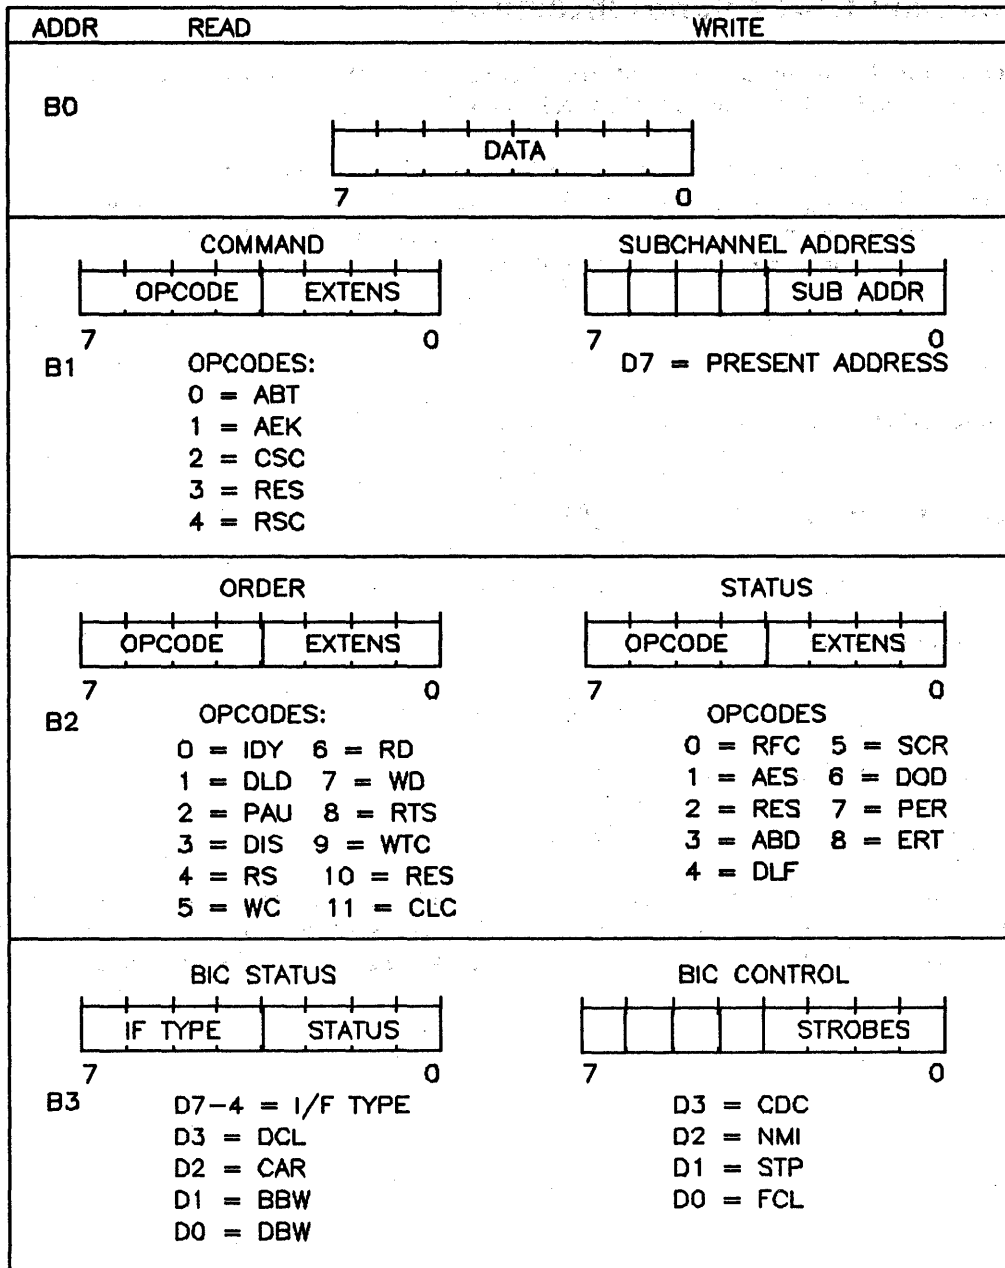 ADDR READ WRITE
B0
DATA
7 0
COMMAND SUBCHANNEL ADDRESS
OPCODE EXTENS SUB ADDR
7 0 7 0
B1 OPCODES: D7 = PRESENT ADDRESS
0 = ABT
1 = AEK
2 = CSC
3 = RES
4 = RSC
ORDER STATUS
OPCODE EXTENS OPCODE EXTENS
7 0 7 0
B2 OPCODES: OPCODES
0 = IDY 6 = RD 0 = RFC 5 = SCR
1 = DLD 7 = WD 1 = AES 6 = DOD
2 = PAU 8 = RTS 2 = RES 7 = PER
3 = DIS 9 = WTC 3 = ABD 8 = ERT
4 = RS 10 = RES 4 = DLF
5 = WC 11 = CLC
BIC STATUS BIC CONTROL
IF TYPE STATUS STROBES
7 0 7 0
B3 D7-4 = I/F TYPE D3 = CDC
D3 = DCL D2 = NMI
D2 = CAR D1 = STP
D1 = BBW D0 = FCL
D0 = DBW